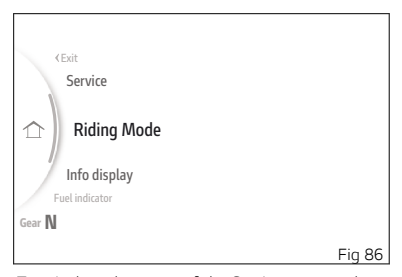 ‹Exit
Service
Riding Mode
Info display
Fuel indicator
Gear N
Fig 86